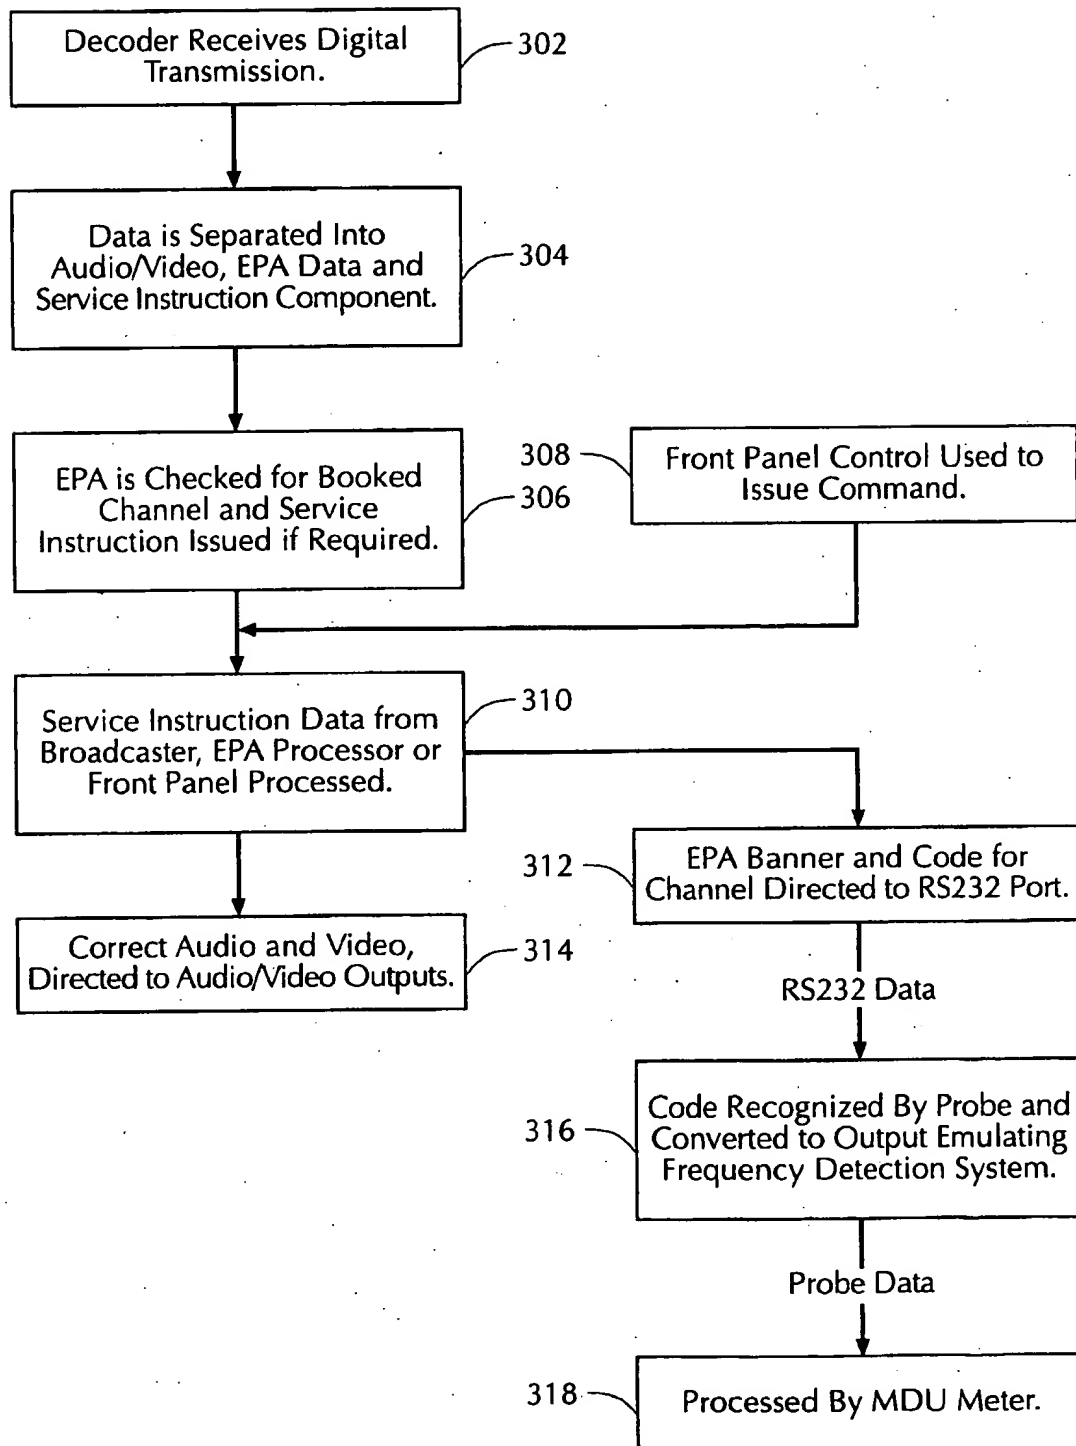 Decoder Receives Digital
Transmission.
302
Data is Separated Into
Audio/Video, EPA Data and
Service Instruction Component.
304
EPA is Checked for Booked
Channel and Service
Instruction Issued if Required.
306
308
Front Panel Control Used to
Issue Command.
Service Instruction Data from
Broadcaster, EPA Processor or
Front Panel Processed.
310
312
EPA Banner and Code for
Channel Directed to RS232 Port.
Correct Audio and Video,
Directed to Audio/Video Outputs.
314
RS232 Data
316
Code Recognized By Probe and
Converted to Output Emulating
Frequency Detection System.
Probe Data
318
Processed By MDU Meter.